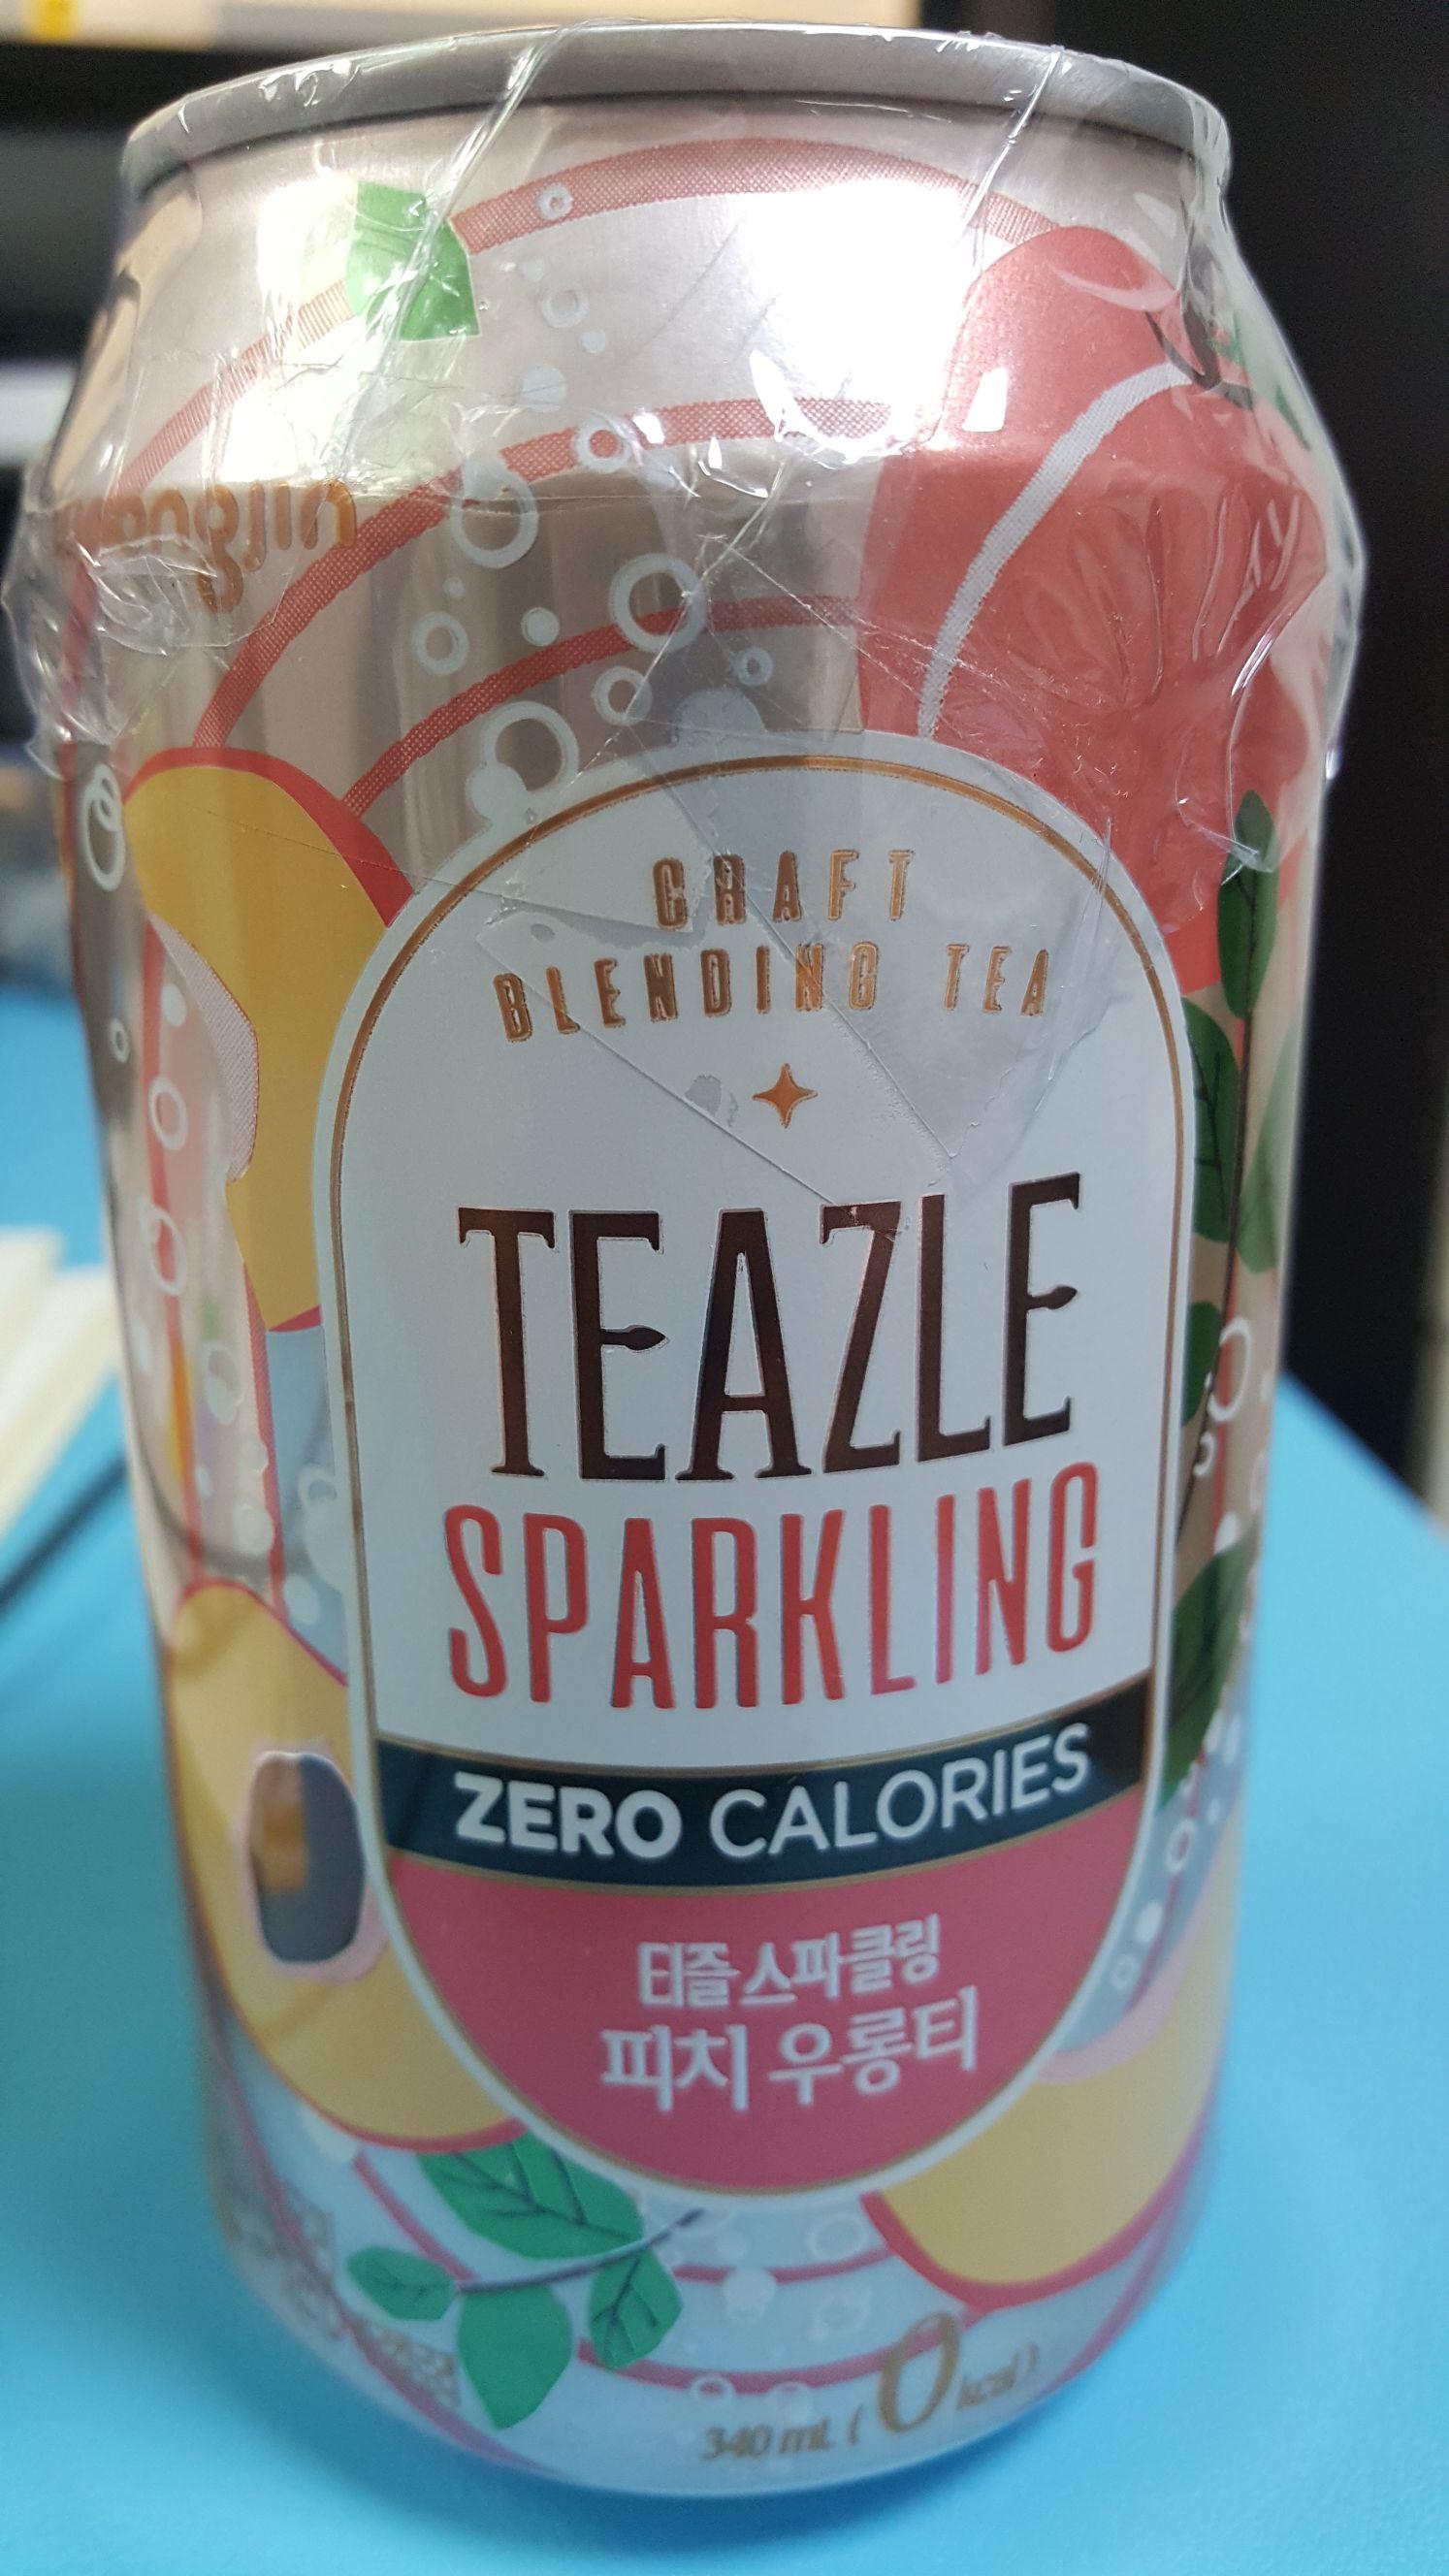 CRAFT
BLENDING TEA
TEAZLE
SPARKLING
ZERO CALORIES
티즐 스파클링
피치 우롱티
340 mL ( 0 kcal )